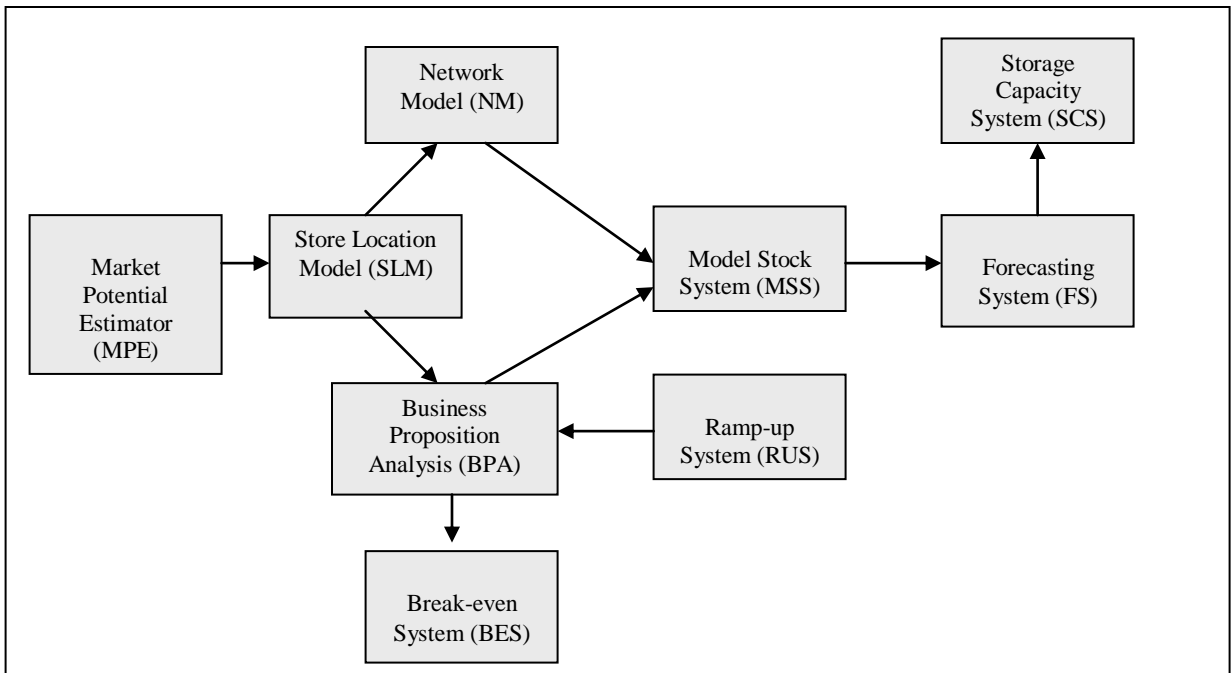 Network
Model (NM)
Storage
Capacity
System (SCS)
Market
Potential
Estimator
(MPE)
Store Location
Model (SLM)
Model Stock
System (MSS)
Forecasting
System (FS)
Business
Proposition
Analysis (BPA)
Ramp-up
System (RUS)
Break-even
System (BES)